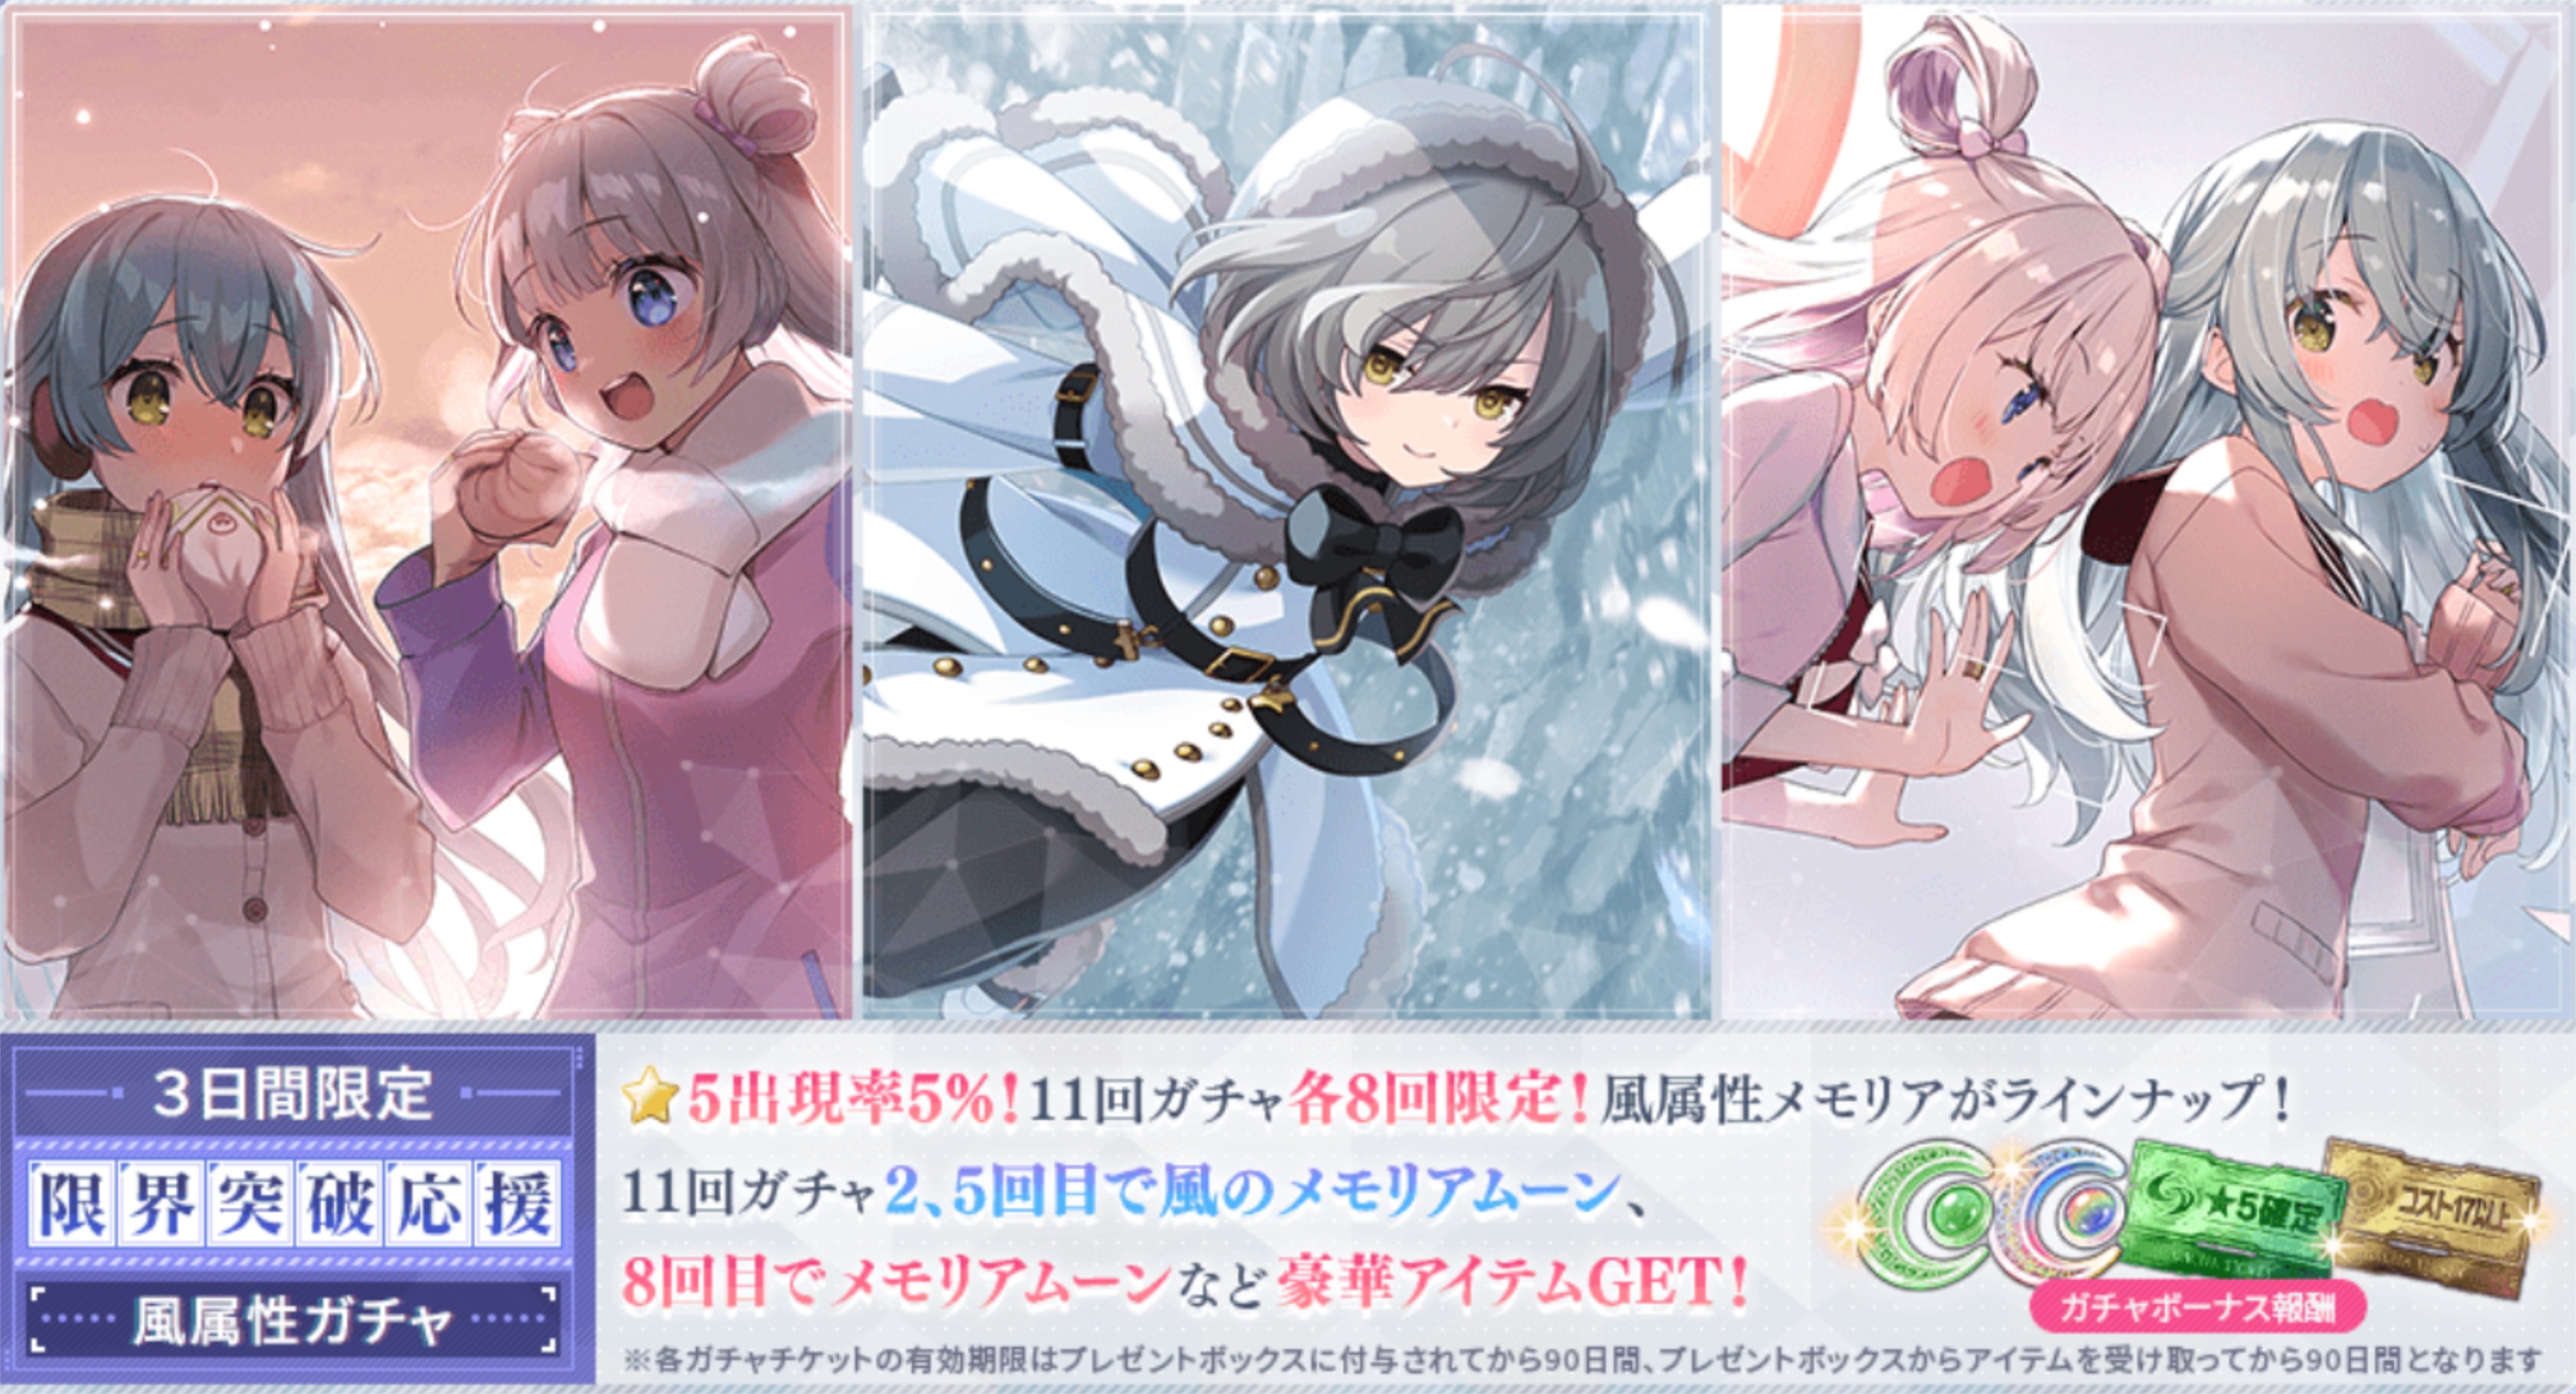 3日間限定
限界突破応援
風属性ガチャ
★5出現率5%!11回ガチャ各8回限定!風属性メモリアがラインナップ!
11回ガチャ2、5回目で風のメモリアムーン、
8回目でメモリアムーンなど豪華アイテムGET!
★5確定
コスト17以上
ガチャボーナス報酬
※各ガチャチケットの有効期限はプレゼントボックスに付与されてから90日間、プレゼントボックスからアイテムを受け取ってから90日間となります